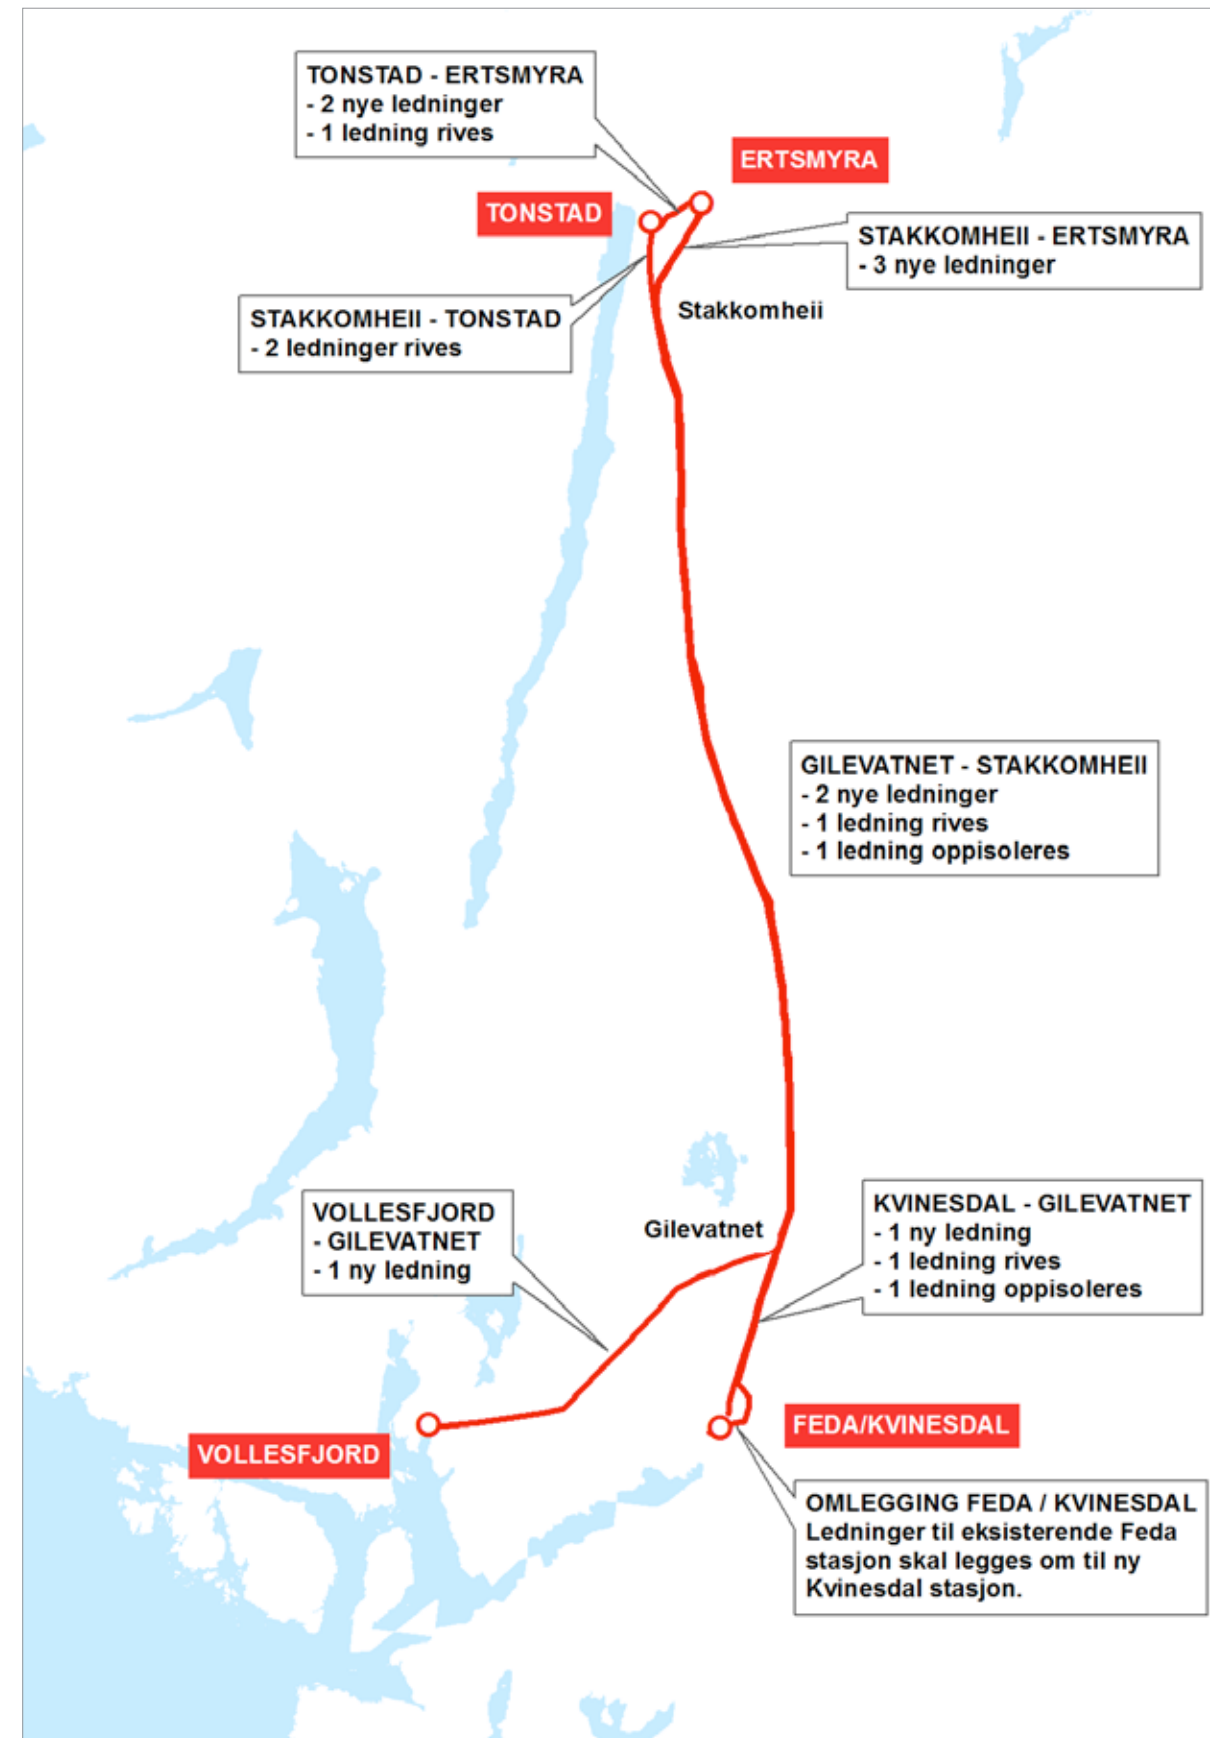 TONSTAD - ERTSMYRA
- 2 nye ledninger
- 1 ledning rives
ERTSMYRA
TONSTAD
STAKKOMHEII - ERTSMYRA
- 3 nye ledninger
STAKKOMHEII - TONSTAD
- 2 ledninger rives
Stakkomheii
GILEVATNET - STAKKOMHEII
- 2 nye ledninger
- 1 ledning rives
- 1 ledning oppisoleres
KVINESDAL - GILEVATNET
- 1 ny ledning
- 1 ledning rives
- 1 ledning oppisoleres
VOLLESFJORD
- GILEVATNET
- 1 ny ledning
Gilevatnet
FEDA/KVINESDAL
VOLLESFJORD
OMLEGGING FEDA / KVINESDAL
Ledninger til eksisterende Feda
stasjon skal legges om til ny
Kvinesdal stasjon.